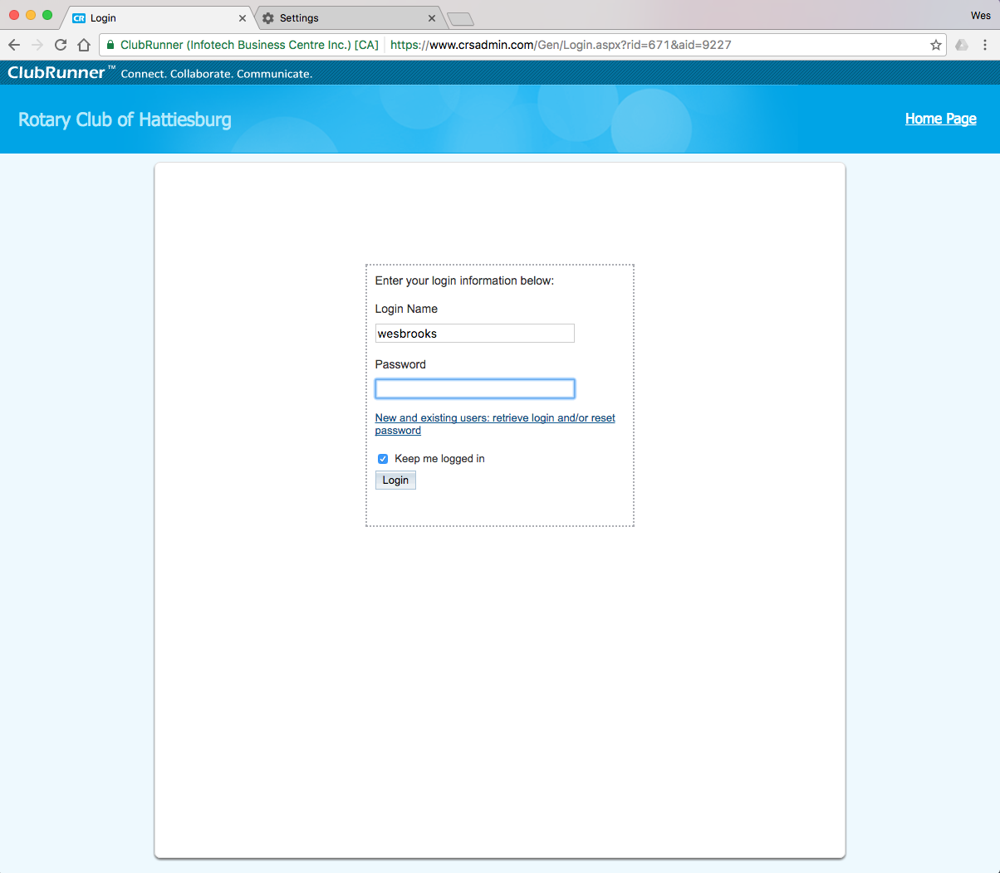 Login
Settings
Wes
ClubRunner (Infotech Business Centre Inc.) [CA]
https://www.crsadmin.com/Gen/Login.aspx?rid=671&aid=9227
ClubRunner™ Connect. Collaborate. Communicate.
Rotary Club of Hattiesburg
Home Page
Enter your login information below:
Login Name
wesbrooks
Password
New and existing users: retrieve login and/or reset
password
Keep me logged in
Login